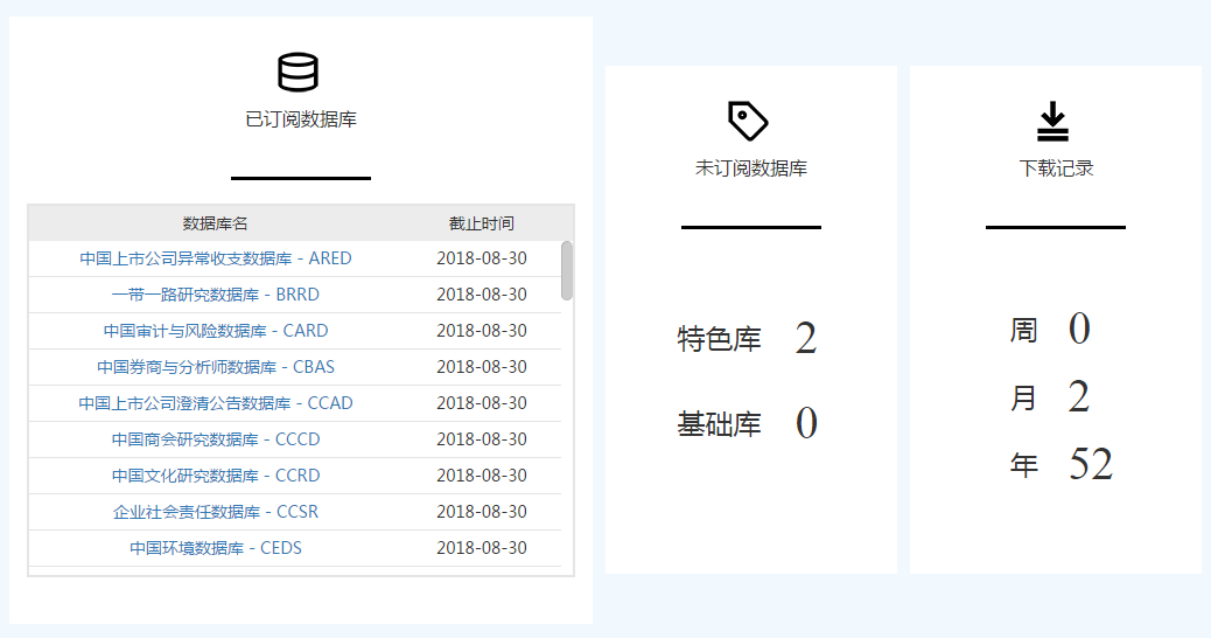 已订阅数据库
数据库名 截止时间
中国上市公司异常收支数据库 - ARED 2018-08-30
一带一路研究数据库 - BRRD 2018-08-30
中国审计与风险数据库 - CARD 2018-08-30
中国券商与分析师数据库 - CBAS 2018-08-30
中国上市公司澄清公告数据库 - CCAD 2018-08-30
中国商会研究数据库 - CCCD 2018-08-30
中国文化研究数据库 - CCRD 2018-08-30
企业社会责任数据库 - CCSR 2018-08-30
中国环境数据库 - CEDS 2018-08-30
未订阅数据库
特色库 2
基础库 0
下载记录
周 0
月 2
年 52